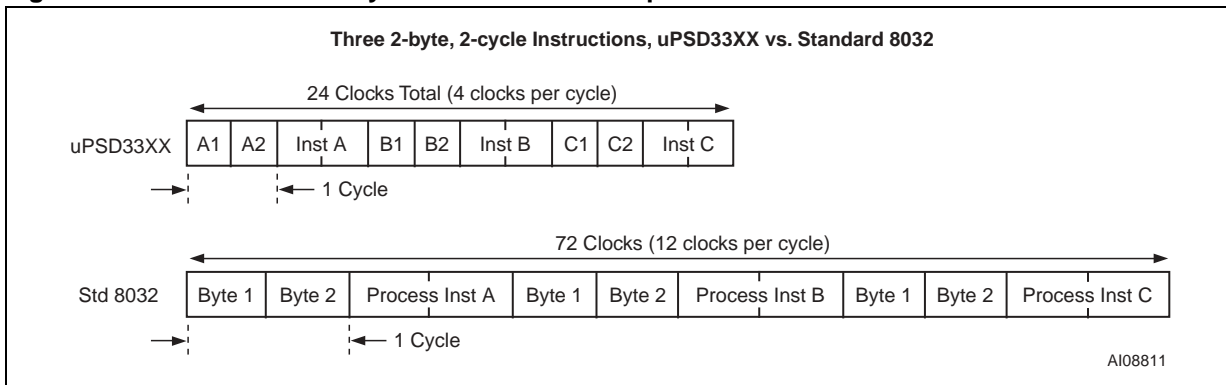 Three 2-byte, 2-cycle Instructions, uPSD33XX vs. Standard 8032
24 Clocks Total (4 clocks per cycle)
uPSD33XX A1 A2 Inst A B1 B2 Inst B C1 C2 Inst C
1 Cycle
72 Clocks (12 clocks per cycle)
Std 8032 Byte 1 Byte 2 Process Inst A Byte 1 Byte 2 Process Inst B Byte 1 Byte 2 Process Inst C
1 Cycle
AI08811